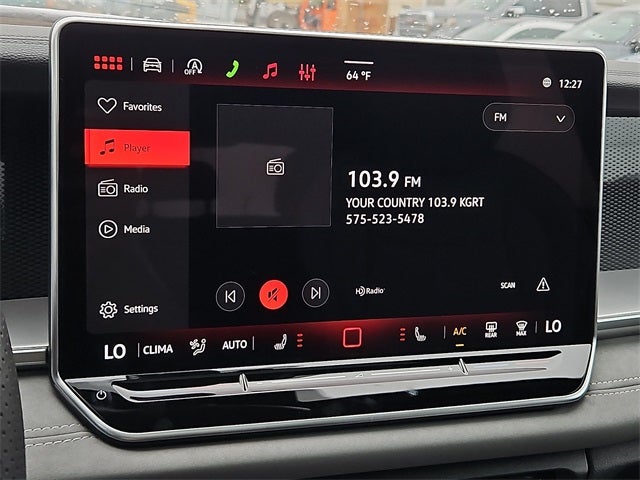 OFF
64 °F
12:27
Favorites
FM
Player
103.9 FM
Radio
YOUR COUNTRY 103.9 KGRT
575-523-5478
Media
HD Radio
SCAN
Settings
LO CLIMA AUTO A/C REAR MAX LO